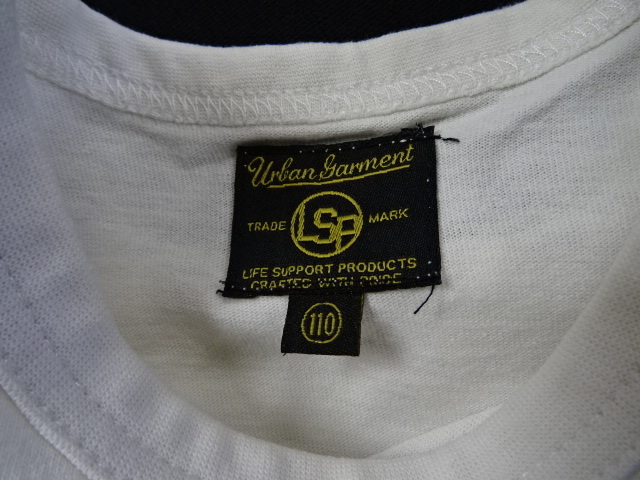 Urban Garment
TRADE LSP MARK
LIFE SUPPORT PRODUCTS
CRAFTED WITH PRIDE
110